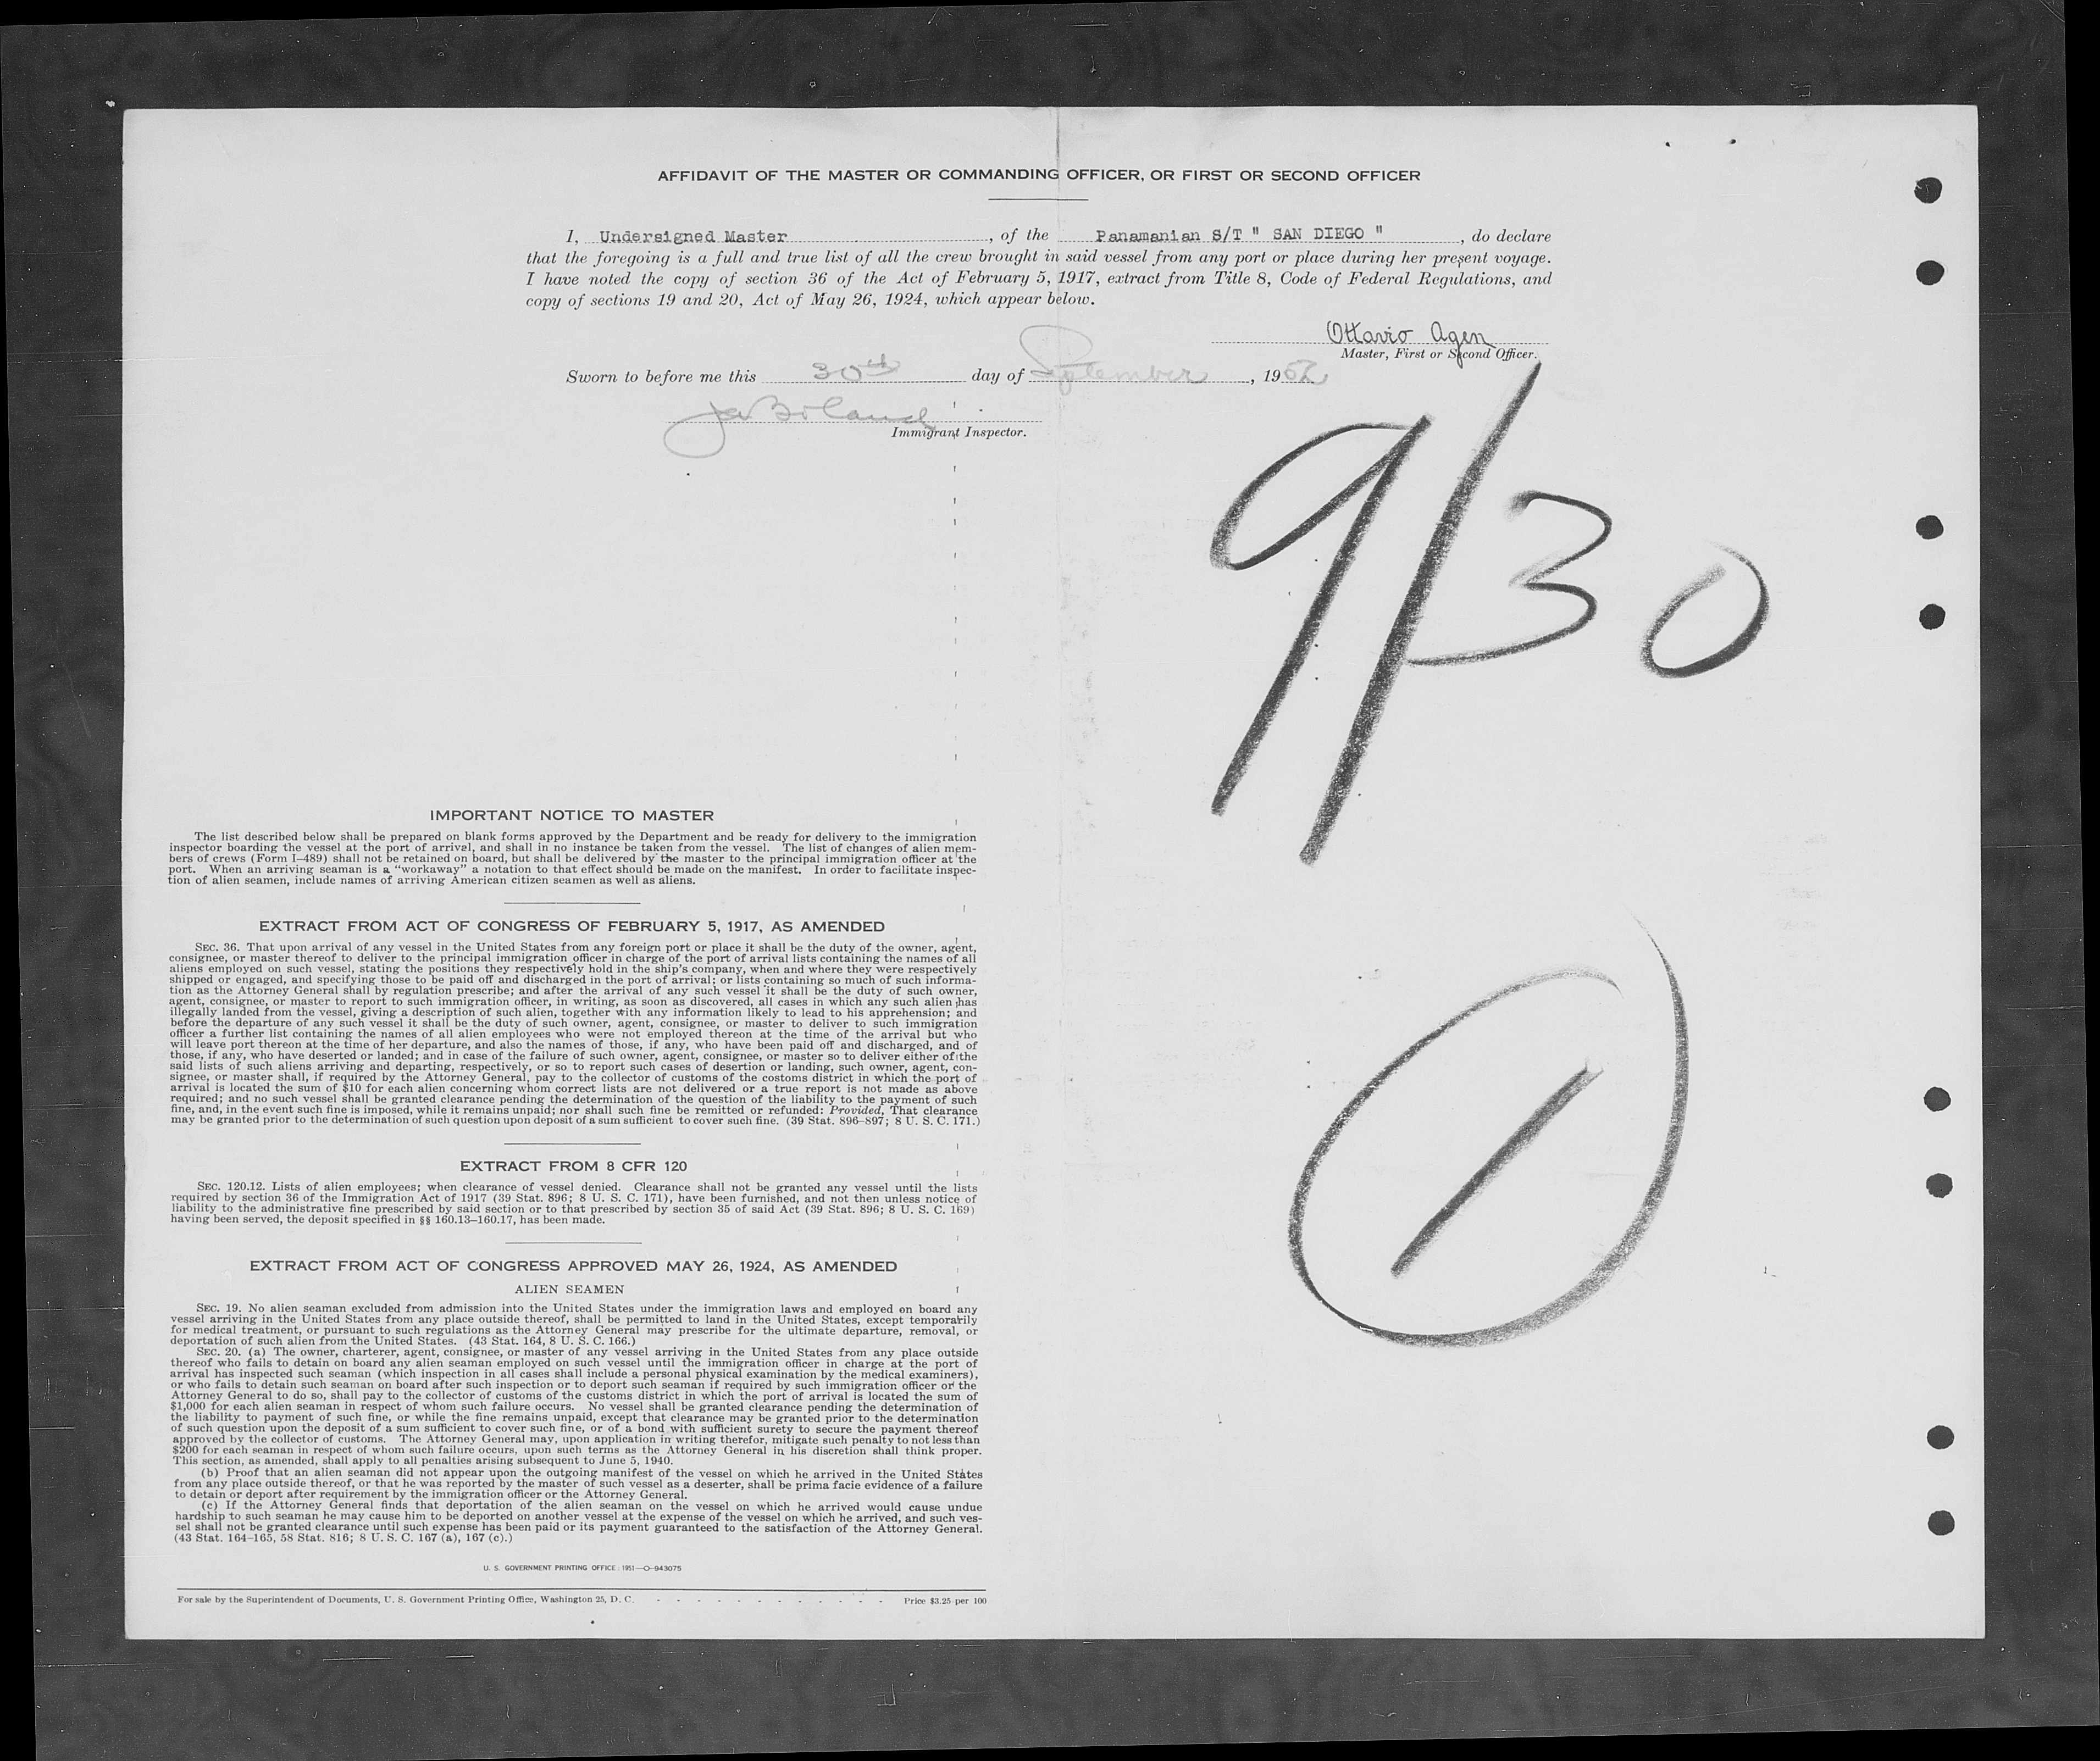 AFFIDAVIT OF THE MASTER OR COMMANDING OFFICER, OR FIRST OR SECOND OFFICER
I, Undersigned Master, of the Panamanian S/T " SAN DIEGO ", do declare
that the foregoing is a full and true list of all the crew brought in said vessel from any port or place during her present voyage.
I have noted the copy of section 36 of the Act of February 5, 1917, extract from Title 8, Code of Federal Regulations, and
copy of sections 19 and 20, Act of May 26, 1924, which appear below.
Ottavio Agen
Master, First or Second Officer.
Sworn to before me this 30th day of September, 1952
Immigrant Inspector.
9/30
1
IMPORTANT NOTICE TO MASTER
The list described below shall be prepared on blank forms approved by the Department and be ready for delivery to the immigration
inspector boarding the vessel at the port of arrival, and shall in no instance be taken from the vessel. The list of changes of alien mem-
bers of crews (Form I–489) shall not be retained on board, but shall be delivered by the master to the principal immigration officer at the
port. When an arriving seaman is a "workaway" a notation to that effect should be made on the manifest. In order to facilitate inspec-
tion of alien seamen, include names of arriving American citizen seamen as well as aliens.
EXTRACT FROM ACT OF CONGRESS OF FEBRUARY 5, 1917, AS AMENDED
SEC. 36. That upon arrival of any vessel in the United States from any foreign port or place it shall be the duty of the owner, agent,
consignee, or master thereof to deliver to the principal immigration officer in charge of the port of arrival lists containing the names of all
aliens employed on such vessel, stating the positions they respectively hold in the ship's company, when and where they were respectively
shipped or engaged, and specifying those to be paid off and discharged in the port of arrival; or lists containing so much of such informa-
tion as the Attorney General shall by regulation prescribe; and after the arrival of any such vessel it shall be the duty of such owner,
agent, consignee, or master to report to such immigration officer, in writing, as soon as discovered, all cases in which any such alien has
illegally landed from the vessel, giving a description of such alien, together with any information likely to lead to his apprehension; and
before the departure of any such vessel it shall be the duty of such owner, agent, consignee, or master to deliver to such immigration
officer a further list containing the names of all alien employees who were not employed thereon at the time of the arrival but who
will leave port thereon at the time of her departure, and also the names of those, if any, who have been paid off and discharged, and of
those, if any, who have deserted or landed; and in case of the failure of such owner, agent, consignee, or master so to deliver either of the
said lists of such aliens arriving and departing, respectively, or so to report such cases of desertion or landing, such owner, agent, con-
signee, or master shall, if required by the Attorney General, pay to the collector of customs of the costoms district in which the port of
arrival is located the sum of $10 for each alien concerning whom correct lists are not delivered or a true report is not made as above
required; and no such vessel shall be granted clearance pending the determination of the question of the liability to the payment of such
fine, and, in the event such fine is imposed, while it remains unpaid; nor shall such fine be remitted or refunded: Provided, That clearance
may be granted prior to the determination of such question upon deposit of a sum sufficient to cover such fine. (39 Stat. 896–897; 8 U. S. C. 171.)
EXTRACT FROM 8 CFR 120
SEC. 120.12. Lists of alien employees; when clearance of vessel denied. Clearance shall not be granted any vessel until the lists
required by section 36 of the Immigration Act of 1917 (39 Stat. 896; 8 U. S. C. 171), have been furnished, and not then unless notice of
liability to the administrative fine prescribed by said section or to that prescribed by section 35 of said Act (39 Stat. 896; 8 U. S. C. 169)
having been served, the deposit specified in §§ 160.13–160.17, has been made.
EXTRACT FROM ACT OF CONGRESS APPROVED MAY 26, 1924, AS AMENDED
ALIEN SEAMEN
SEC. 19. No alien seaman excluded from admission into the United States under the immigration laws and employed on board any
vessel arriving in the United States from any place outside thereof, shall be permitted to land in the United States, except temporarily
for medical treatment, or pursuant to such regulations as the Attorney General may prescribe for the ultimate departure, removal, or
deportation of such alien from the United States. (43 Stat. 164, 8 U. S. C. 166.)
SEC. 20. (a) The owner, charterer, agent, consignee, or master of any vessel arriving in the United States from any place outside
thereof who fails to detain on board any alien seaman employed on such vessel until the immigration officer in charge at the port of
arrival has inspected such seaman (which inspection in all cases shall include a personal physical examination by the medical examiners),
or who fails to detain such seaman on board after such inspection or to deport such seaman if required by such immigration officer or the
Attorney General to do so, shall pay to the collector of customs of the customs district in which the port of arrival is located the sum of
$1,000 for each alien seaman in respect of whom such failure occurs. No vessel shall be granted clearance pending the determination of
the liability to payment of such fine, or while the fine remains unpaid, except that clearance may be granted prior to the determination
of such question upon the deposit of a sum sufficient to cover such fine, or of a bond with sufficient surety to secure the payment thereof
approved by the collector of customs. The Attorney General may, upon application in writing therefor, mitigate such penalty to not less than
$200 for each seaman in respect of whom such failure occurs, upon such terms as the Attorney General in his discretion shall think proper.
This section, as amended, shall apply to all penalties arising subsequent to June 5, 1940.
(b) Proof that an alien seaman did not appear upon the outgoing manifest of the vessel on which he arrived in the United States
from any place outside thereof, or that he was reported by the master of such vessel as a deserter, shall be prima facie evidence of a failure
to detain or deport after requirement by the immigration officer or the Attorney General.
(c) If the Attorney General finds that deportation of the alien seaman on the vessel on which he arrived would cause undue
hardship to such seaman he may cause him to be deported on another vessel at the expense of the vessel on which he arrived, and such ves-
sel shall not be granted clearance until such expense has been paid or its payment guaranteed to the satisfaction of the Attorney General.
(43 Stat. 164–165, 58 Stat. 816; 8 U. S. C. 167 (a), 167 (c).)
U. S. GOVERNMENT PRINTING OFFICE : 1951—O–943075
For sale by the Superintendent of Documents, U. S. Government Printing Office, Washington 25, D. C. - - - - - - - - - - - - Price $3.25 per 100